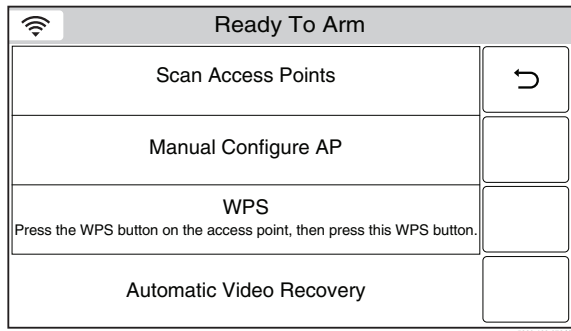 Ready To Arm
Scan Access Points
Manual Configure AP
WPS
Press the WPS button on the access point, then press this WPS button.
Automatic Video Recovery